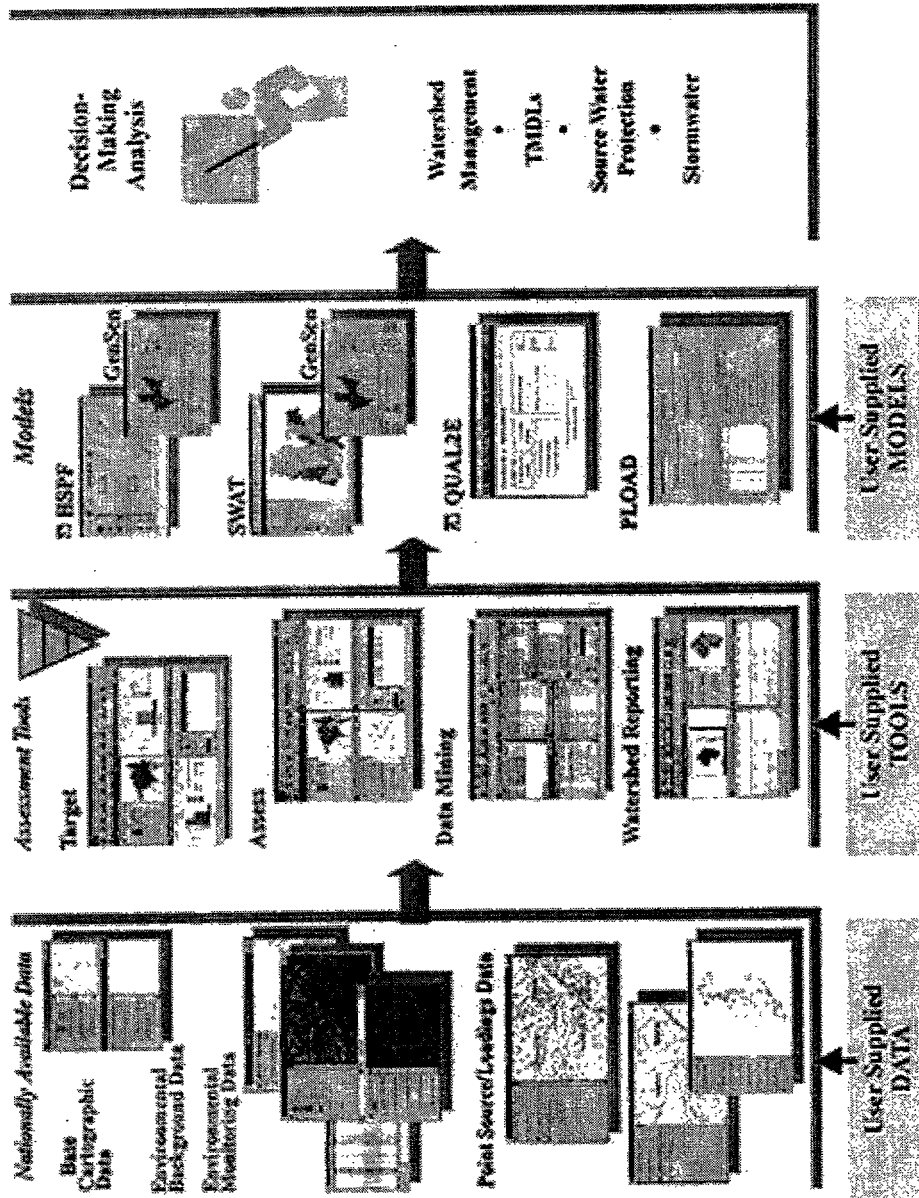 Nationally Available Data
Base
Cartographic
Data
Environmental
Background Data
Environmental
Monitoring Data
Point Source/Loadings Data
User Supplied
DATA
Assessment Tools
Target
Assess
Data Mining
Watershed Reporting
User Supplied
TOOLS
Models
HSPF
GenScn
SWAT
GenScn
QUAL2E
PLOAD
User Supplied
MODELS
Decision-
Making
Analysis
Watershed
Management
•
TMDLs
•
Source Water
Protection
•
Stormwater